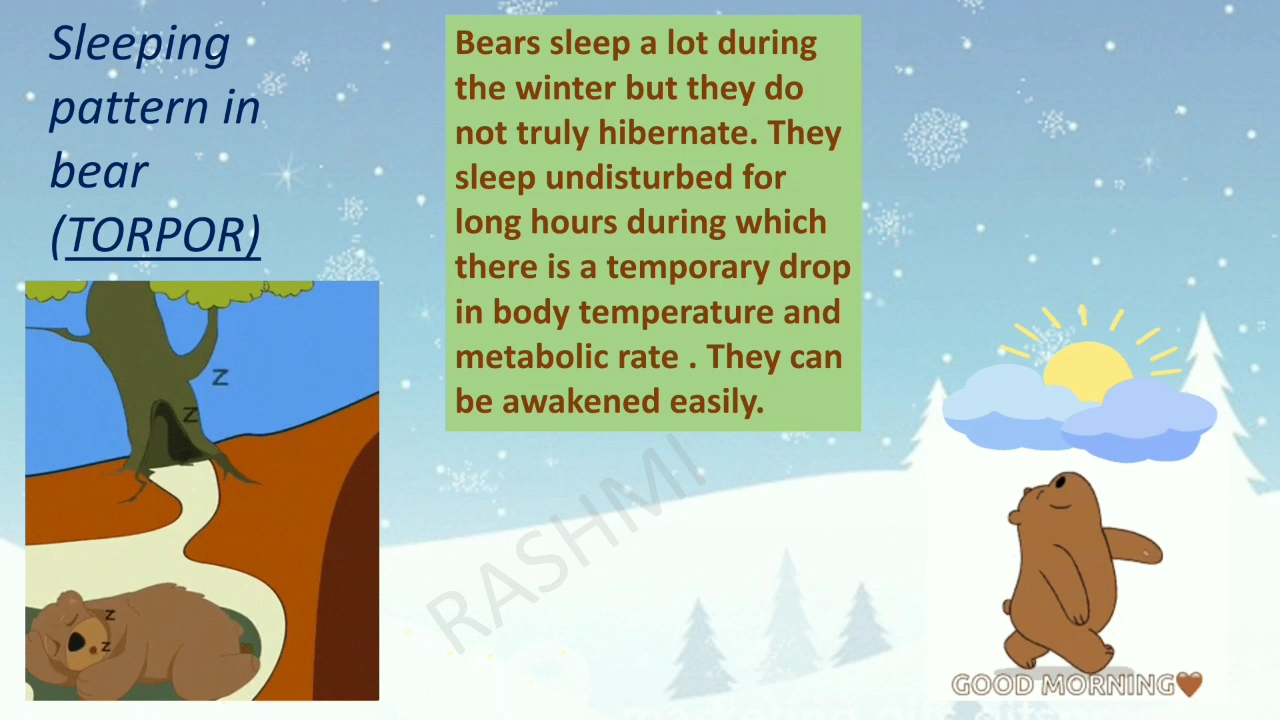 Sleeping
pattern in
bear
(TORPOR)
Bears sleep a lot during
the winter but they do
not truly hibernate. They
sleep undisturbed for
long hours during which
there is a temporary drop
in body temperature and
metabolic rate . They can
be awakened easily.
Z
Z
Z
Z
RASHMI
GOOD MORNING